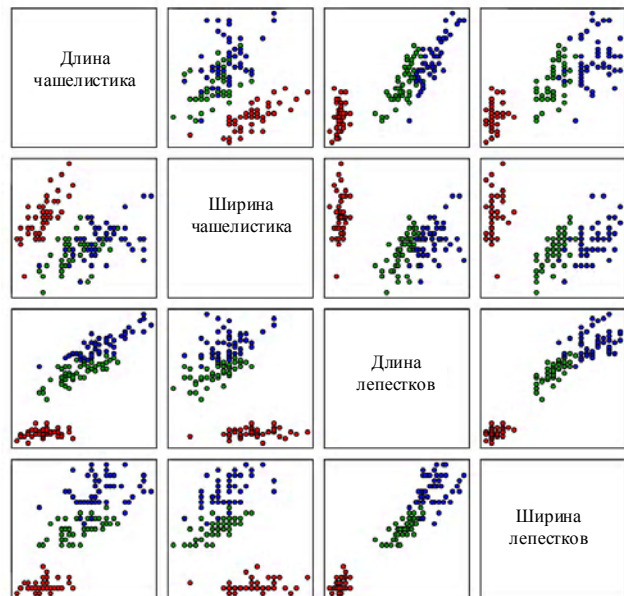 Длина
чашелистика
Ширина
чашелистика
Длина
лепестков
Ширина
лепестков